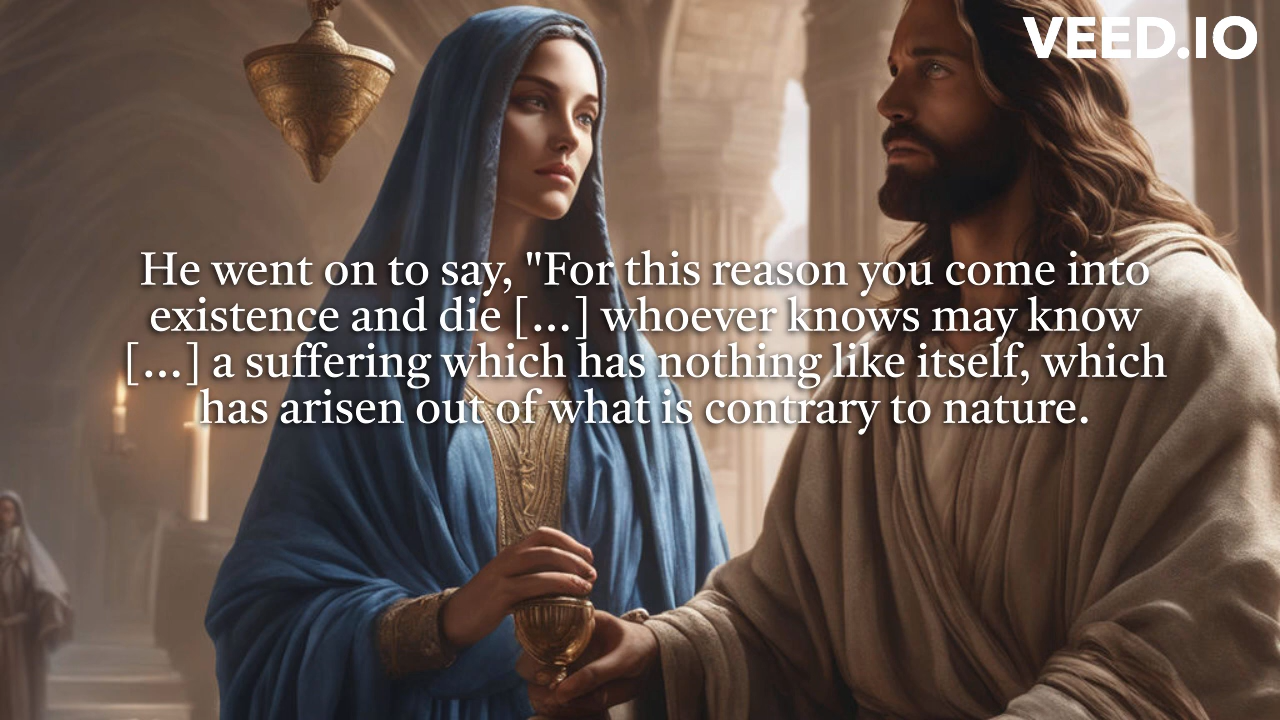 VEED.IO
He went on to say, "For this reason you come into
existence and die [...] whoever knows may know
[...] a suffering which has nothing like itself, which
has arisen out of what is contrary to nature.